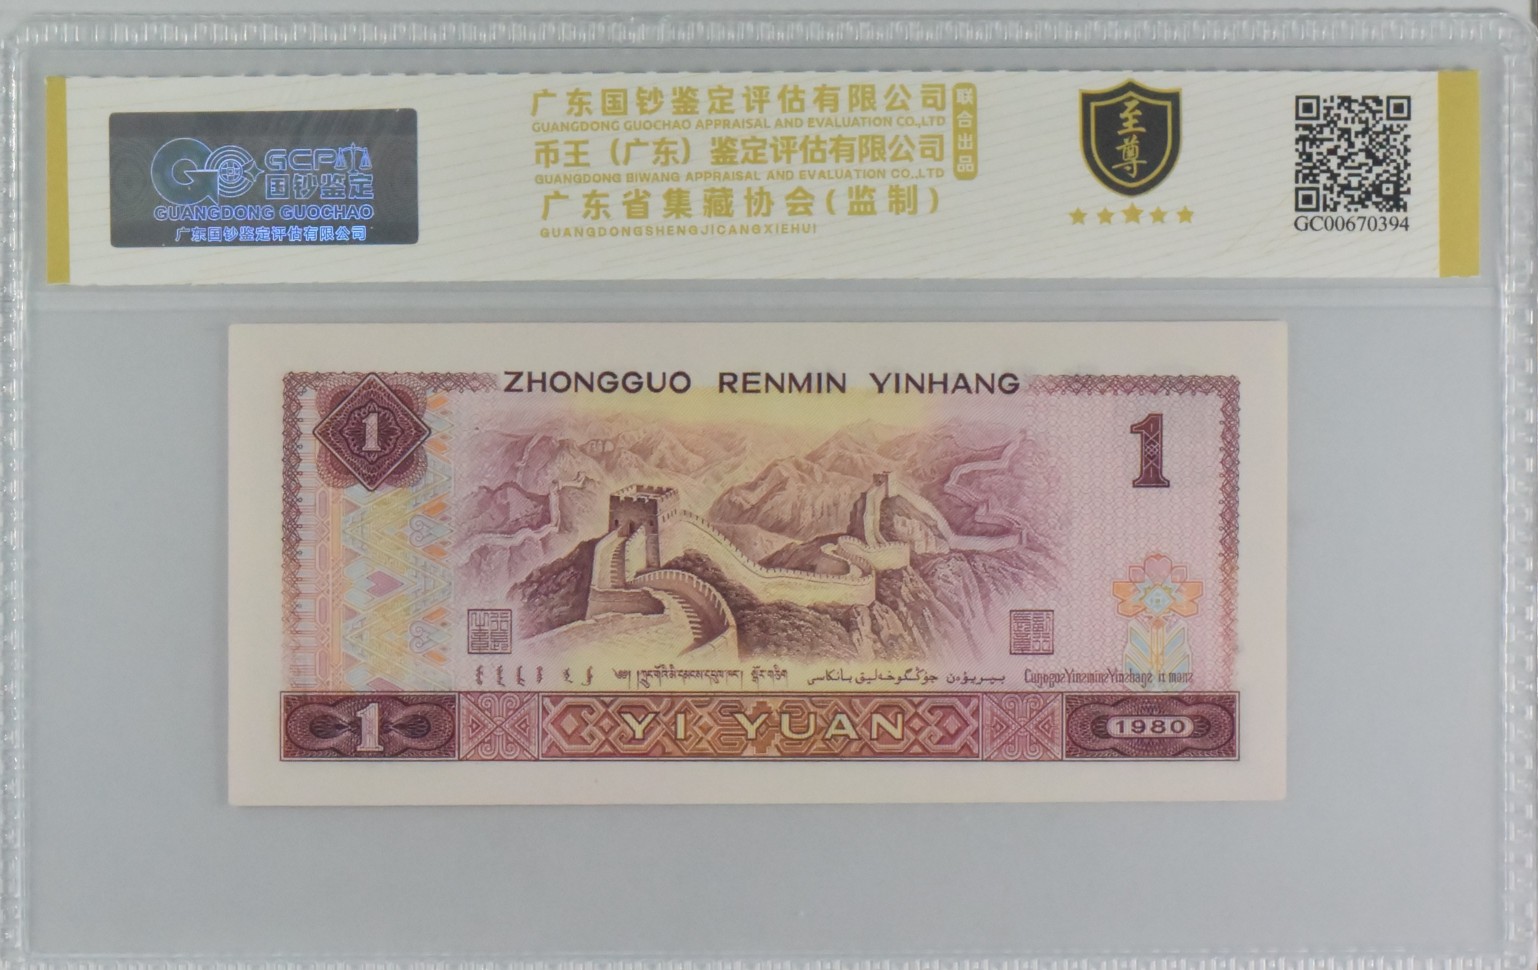 GCP
国钞鉴定
GUANGDONG GUOCHAO
广东国钞鉴定评估有限公司
广东国钞鉴定评估有限公司
GUANGDONG GUOCHAO APPRAISAL AND EVALUATION CO.,LTD
币王（广东）鉴定评估有限公司
GUANGDONG BIWANG APPRAISAL AND EVALUATION CO.,LTD
联合出品
广东省集藏协会(监制)
GUANGDONGSHENGJICANGXIEHUI
至尊
GC00670394
ZHONGGUO RENMIN YINHANG
1
1
1
YI YUAN
1980